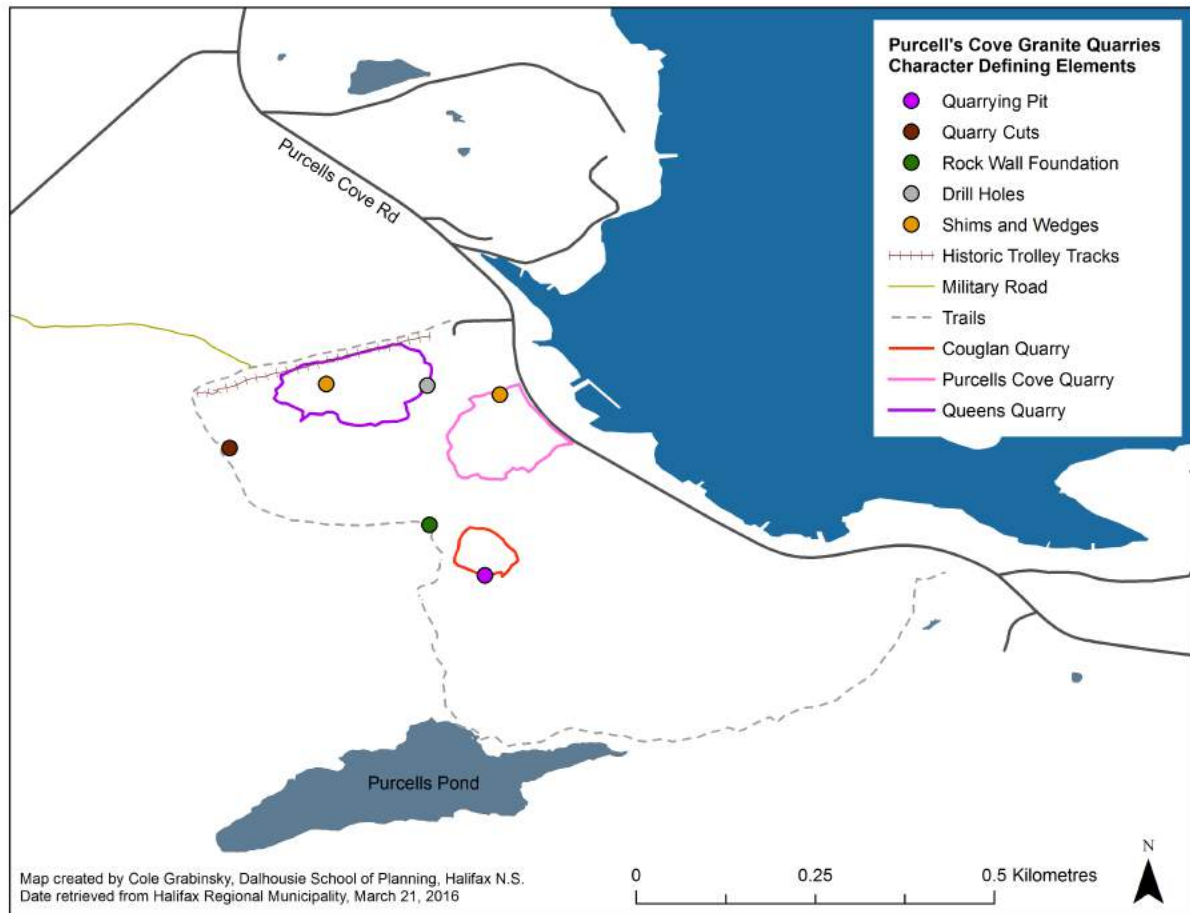 Purcell's Cove Granite Quarries
Character Defining Elements
Quarrying Pit
Quarry Cuts
Rock Wall Foundation
Drill Holes
Shims and Wedges
Historic Trolley Tracks
Military Road
Trails
Couglan Quarry
Purcells Cove Quarry
Queens Quarry
Purcells Cove Rd
Purcells Pond
Map created by Cole Grabinsky, Dalhousie School of Planning, Halifax N.S.
Date retrieved from Halifax Regional Municipality, March 21, 2016
0 0.25 0.5 Kilometres
N